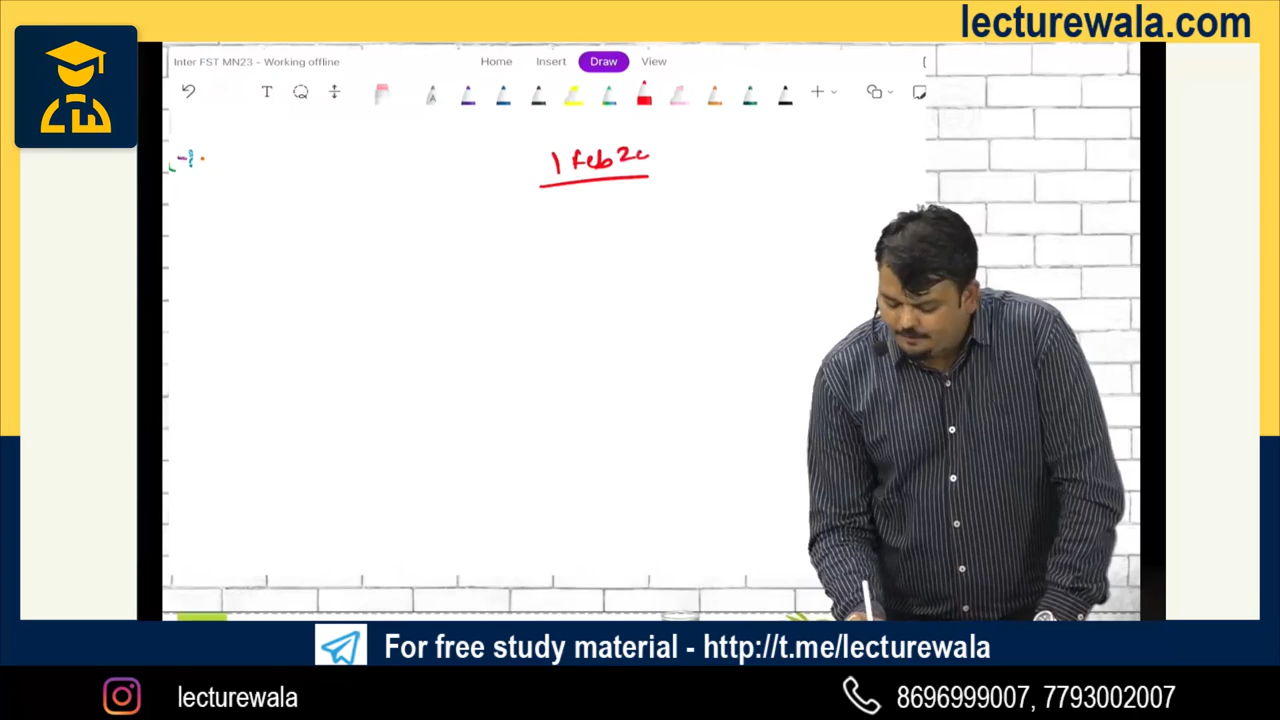 lecturewala.com
Inter FST MN23 - Working offline
Home Insert Draw View
T
A
1 Feb 2
For free study material - http://t.me/lecturewala
lecturewala
8696999007, 7793002007